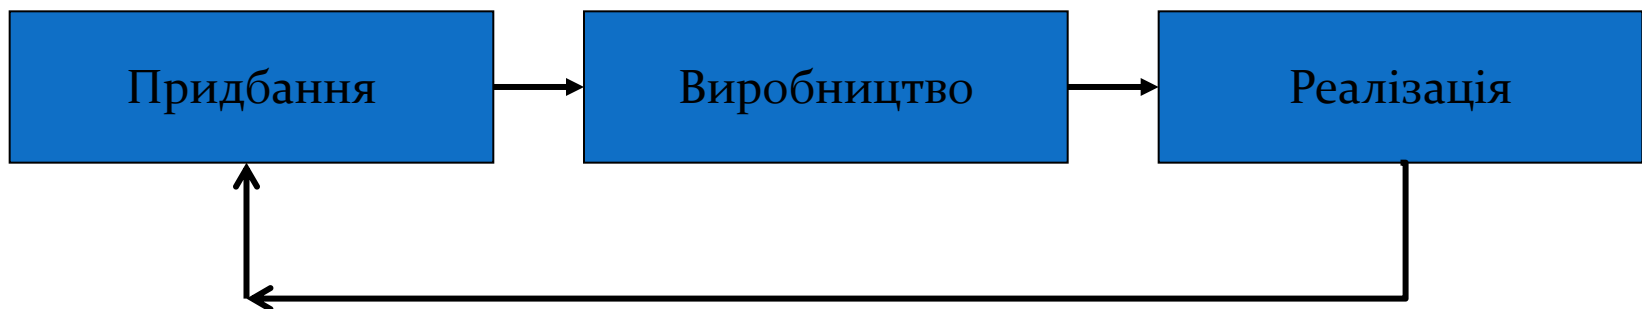 Придбання
Виробництво
Реалізація